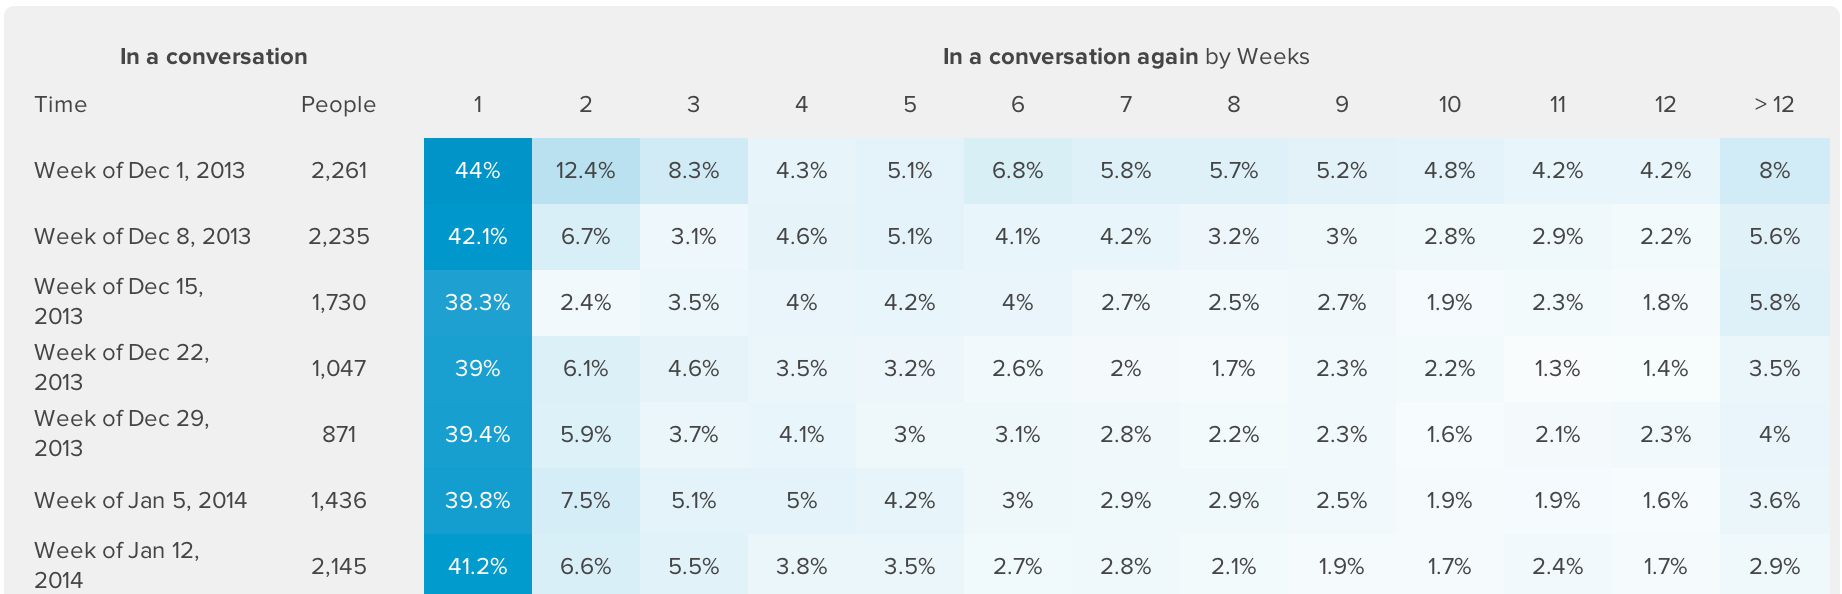 In a conversation In a conversation again by Weeks
Time People 1 2 3 4 5 6 7 8 9 10 11 12 > 12
Week of Dec 1, 2013 2,261 44% 12.4% 8.3% 4.3% 5.1% 6.8% 5.8% 5.7% 5.2% 4.8% 4.2% 4.2% 8%
Week of Dec 8, 2013 2,235 42.1% 6.7% 3.1% 4.6% 5.1% 4.1% 4.2% 3.2% 3% 2.8% 2.9% 2.2% 5.6%
Week of Dec 15,
2013 1,730 38.3% 2.4% 3.5% 4% 4.2% 4% 2.7% 2.5% 2.7% 1.9% 2.3% 1.8% 5.8%
Week of Dec 22,
2013 1,047 39% 6.1% 4.6% 3.5% 3.2% 2.6% 2% 1.7% 2.3% 2.2% 1.3% 1.4% 3.5%
Week of Dec 29,
2013 871 39.4% 5.9% 3.7% 4.1% 3% 3.1% 2.8% 2.2% 2.3% 1.6% 2.1% 2.3% 4%
Week of Jan 5, 2014 1,436 39.8% 7.5% 5.1% 5% 4.2% 3% 2.9% 2.9% 2.5% 1.9% 1.9% 1.6% 3.6%
Week of Jan 12,
2014 2,145 41.2% 6.6% 5.5% 3.8% 3.5% 2.7% 2.8% 2.1% 1.9% 1.7% 2.4% 1.7% 2.9%